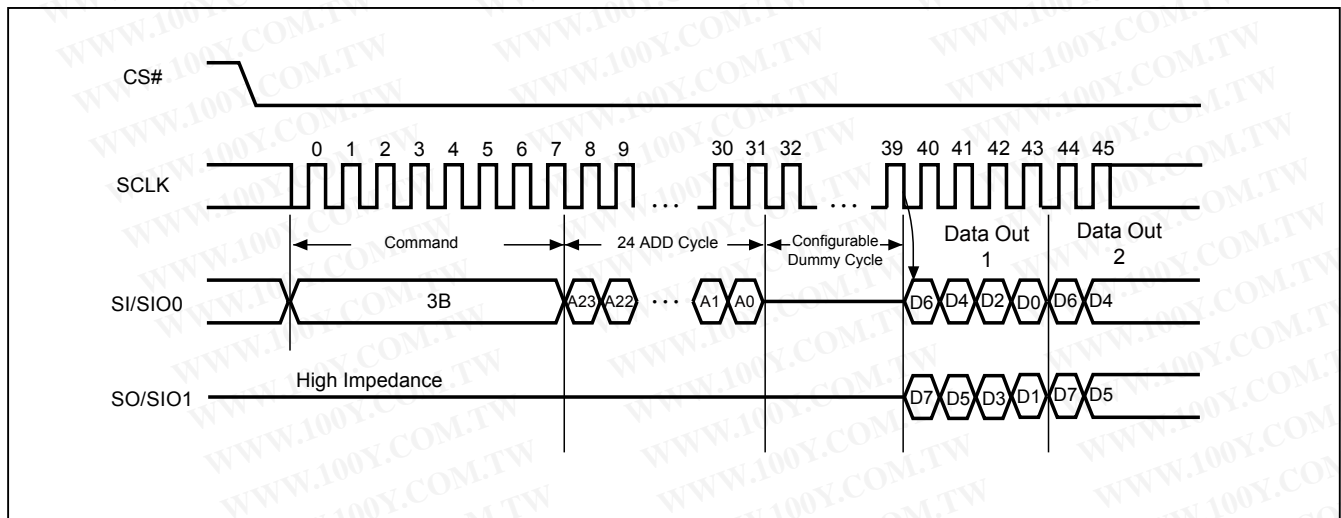 CS#
0 1 2 3 4 5 6 7 8 9 30 31 32 39 40 41 42 43 44 45
SCLK
...
...
Command
24 ADD Cycle
Configurable
Dummy Cycle
Data Out
1
Data Out
2
SI/SIO0
3B
A23 A22 ... A1 A0 D6 D4 D2 D0 D6 D4
High Impedance
SO/SIO1
D7 D5 D3 D1 D7 D5
WWW.100Y.COM.TW